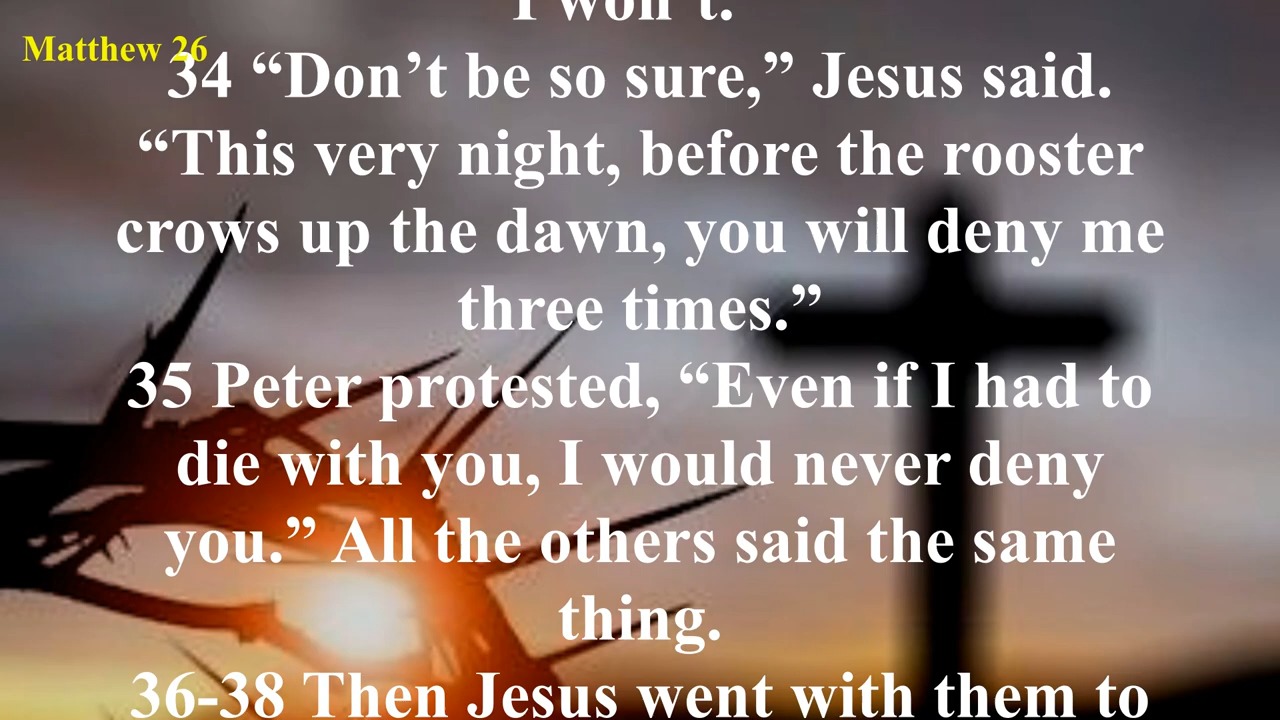 I won't.
Matthew 26
34 “Don’t be so sure,” Jesus said.
“This very night, before the rooster
crows up the dawn, you will deny me
three times.”
35 Peter protested, “Even if I had to
die with you, I would never deny
you.” All the others said the same
thing.
36-38 Then Jesus went with them to